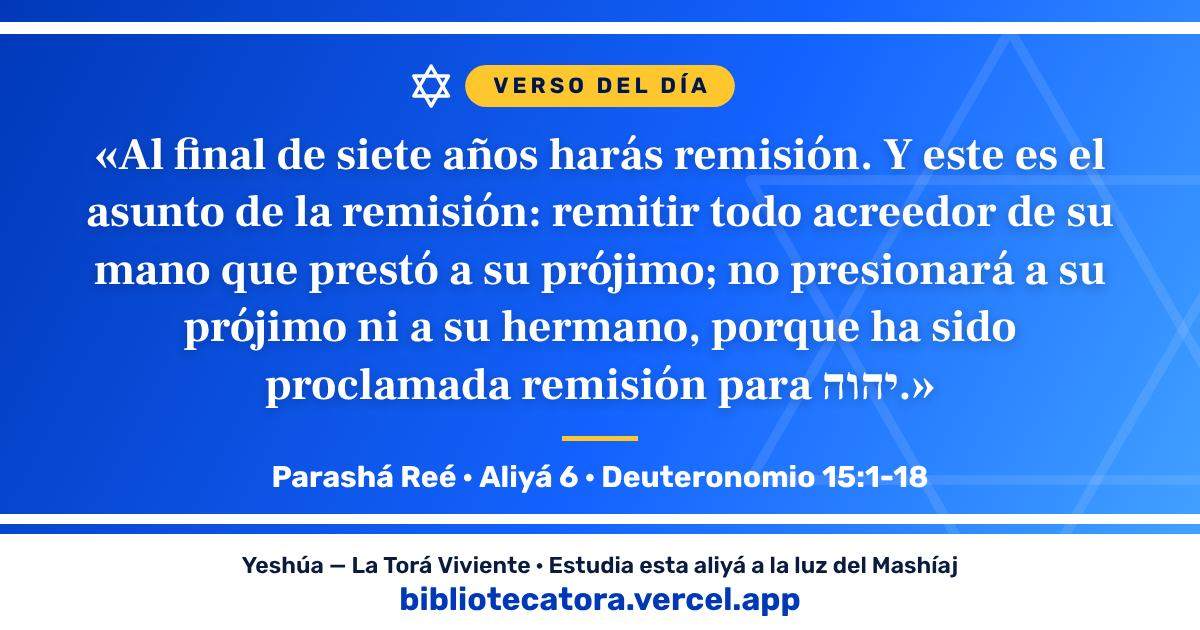 VERSO DEL DÍA
«Al final de siete años harás remisión. Y este es el
asunto de la remisión: remitir todo acreedor de su
mano que prestó a su prójimo; no presionará a su
prójimo ni a su hermano, porque ha sido
proclamada remisión para יהוה.»
Parashá Reé • Aliyá 6 • Deuteronomio 15:1-18
Yeshúa — La Torá Viviente • Estudia esta aliyá a la luz del Mashíaj
bibliotecatora.vercel.app